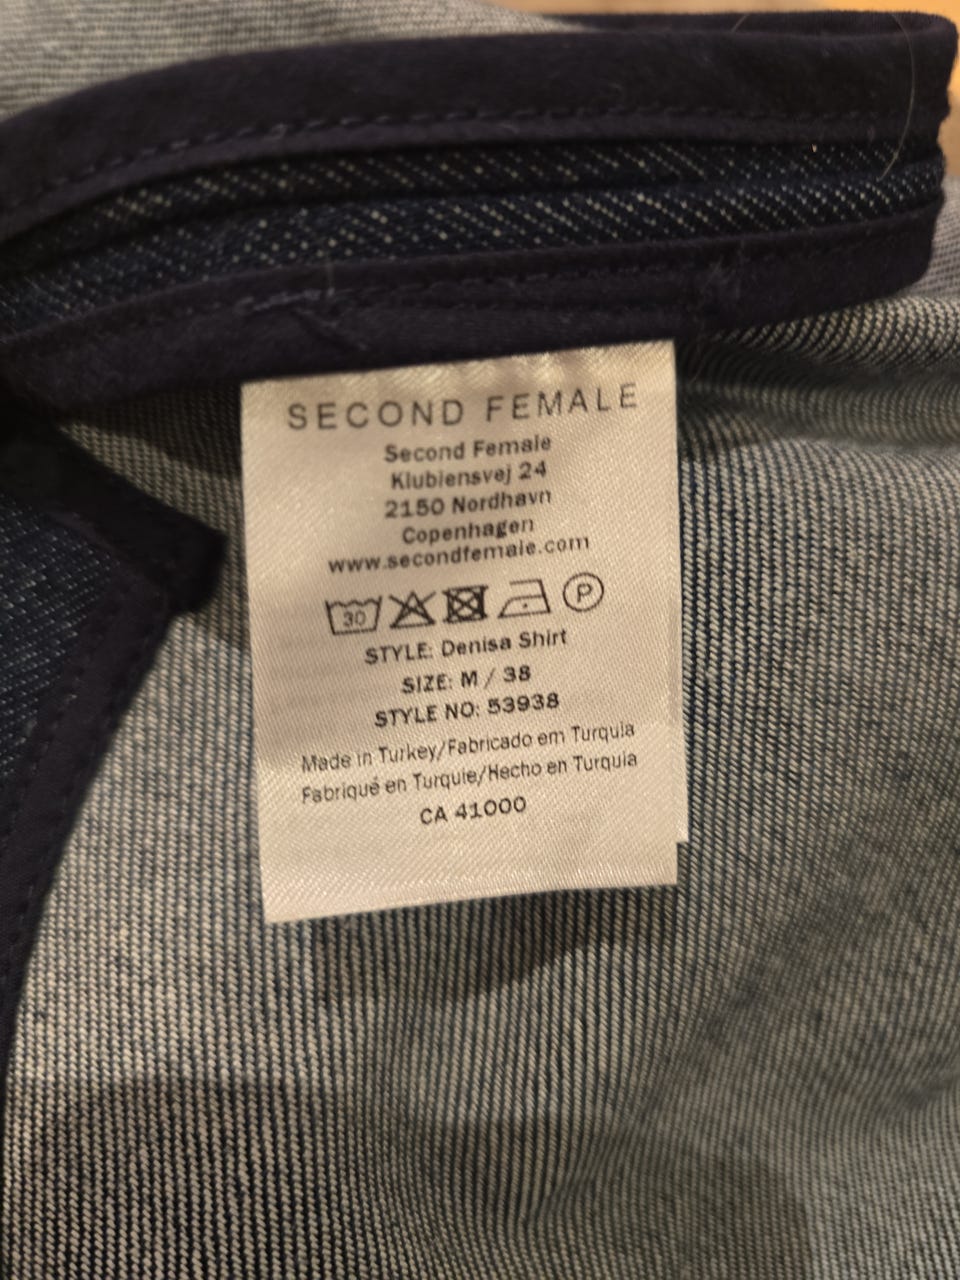 SECOND FEMALE
Second Female
Klubiensvej 24
2150 Nordhavn
Copenhagen
www.secondfemale.com
30 P
STYLE: Denisa Shirt
SIZE: M / 38
STYLE NO: 53938
Made in Turkey/Fabricado em Turquia
Fabriqué en Turquie/Hecho en Turquia
CA 41000